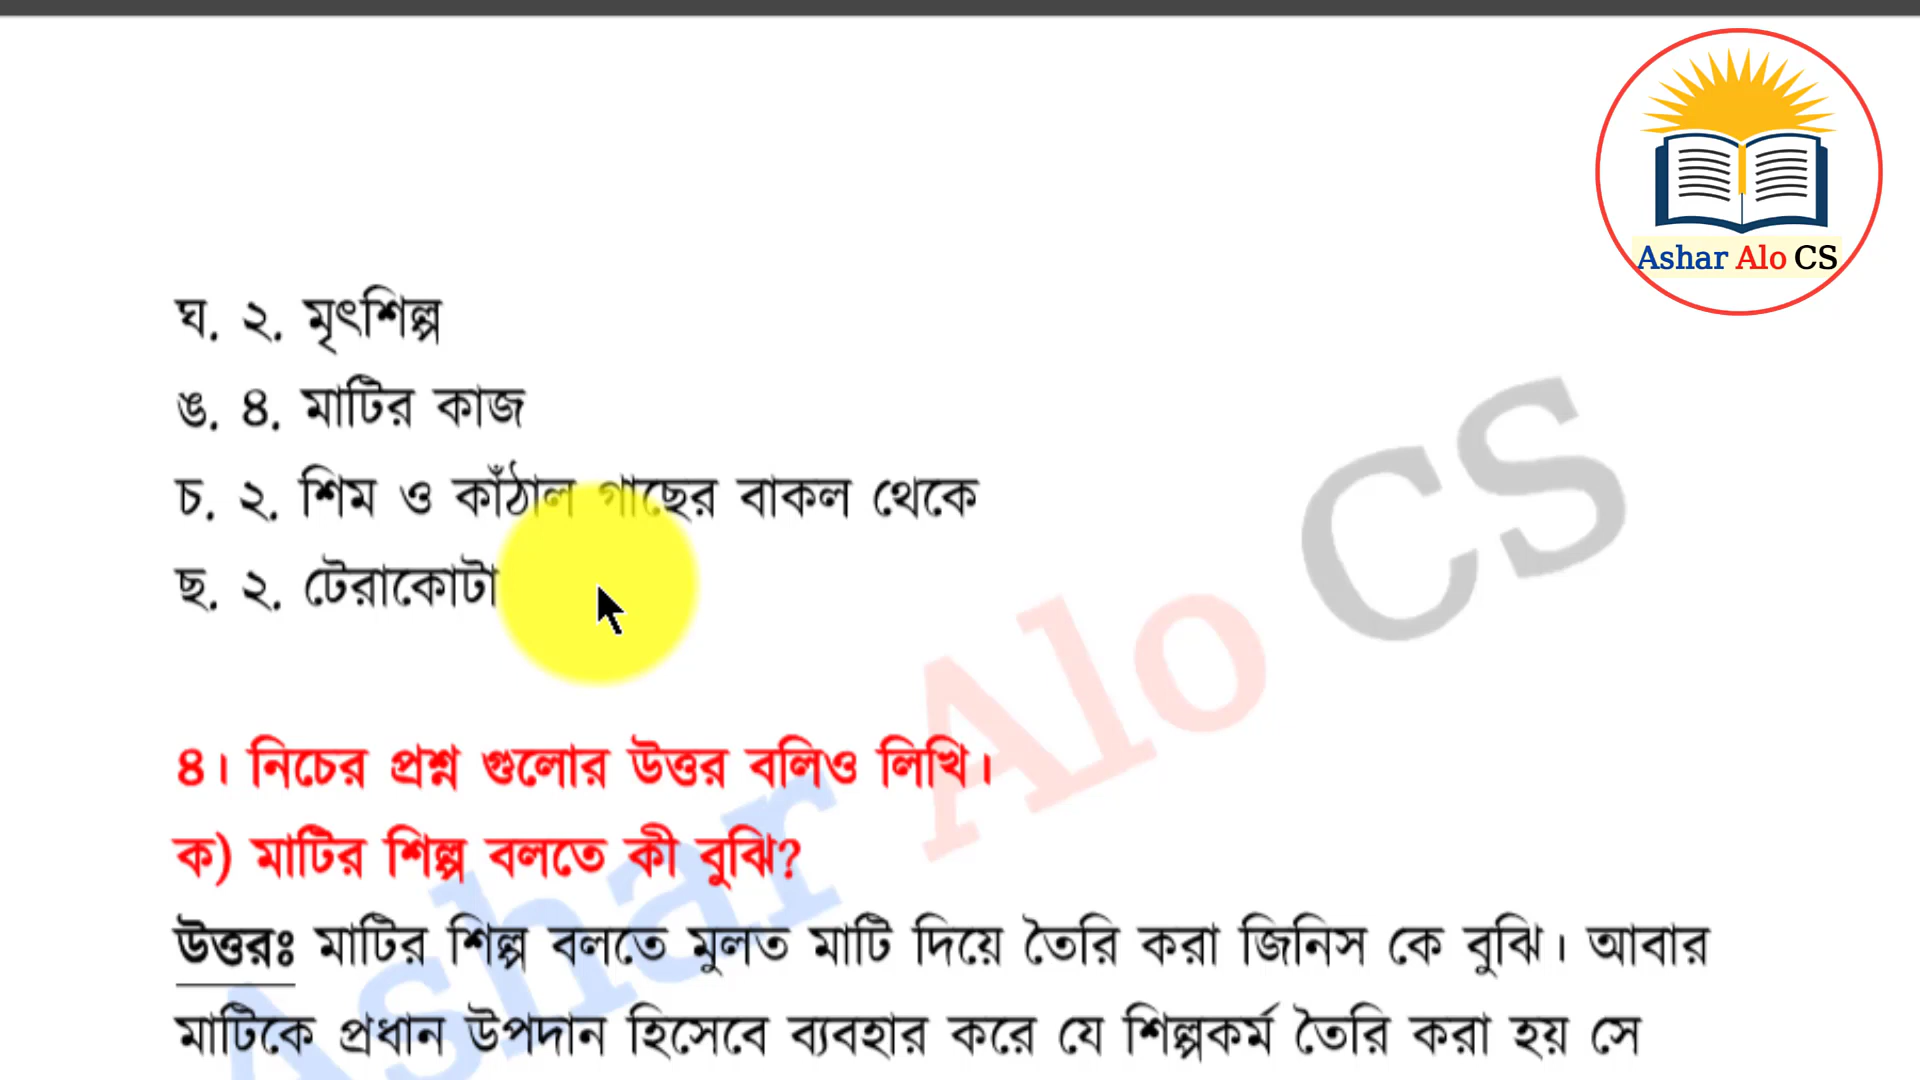 Ashar Alo CS
ঘ. ২. মৃৎশিল্প
ঙ. ৪. মাটির কাজ
চ. ২. শিম ও কাঁঠাল গাছের বাকল থেকে
ছ. ২. টেরাকোটা
৪। নিচের প্রশ্ন গুলোর উত্তর বলিও লিখি।
ক) মাটির শিল্প বলতে কী বুঝি?
উত্তরঃ মাটির শিল্প বলতে মুলত মাটি দিয়ে তৈরি করা জিনিস কে বুঝি। আবার
মাটিকে প্রধান উপদান হিসেবে ব্যবহার করে যে শিল্পকর্ম তৈরি করা হয় সে
Ashar Alo CS